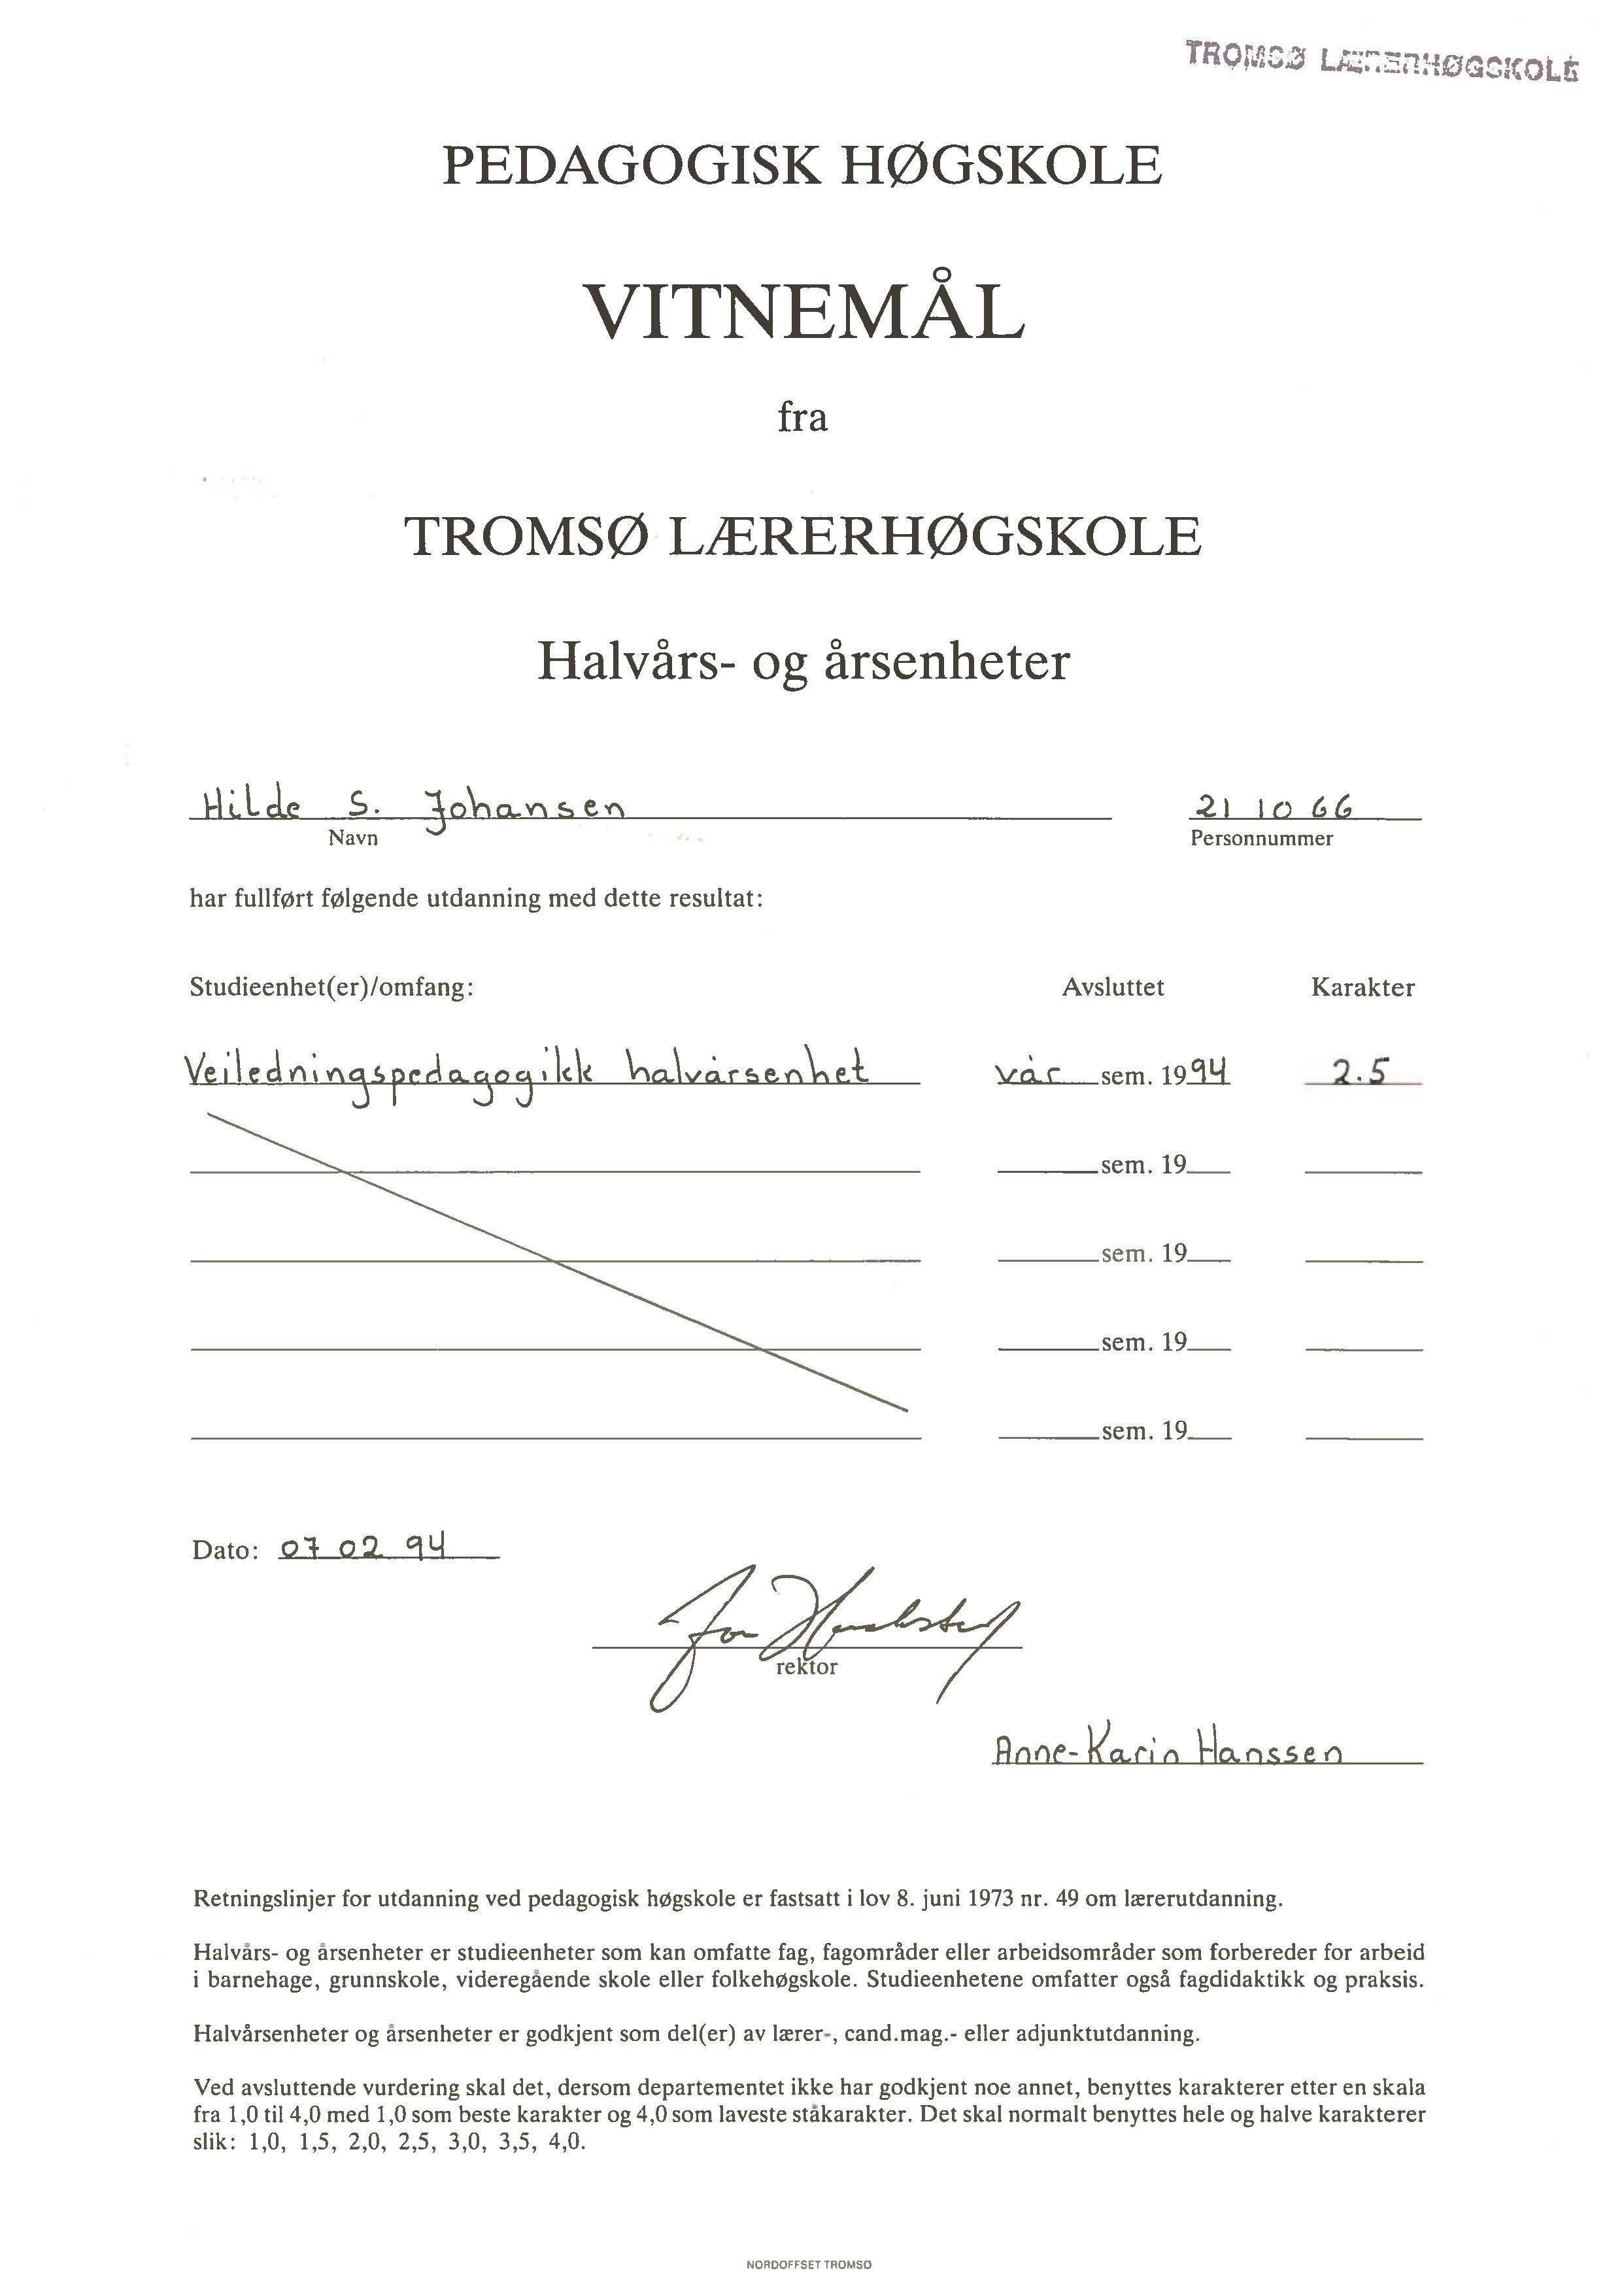 TROMSØ LÆRERHØGSKOLE
PEDAGOGISK HØGSKOLE
VITNEMÅL
fra
TROMSØ LÆRERHØGSKOLE
Halvårs- og årsenheter
Hilde S. Johansen 21 10 66
Navn Personnummer
har fullført følgende utdanning med dette resultat:
Studieenhet(er)/omfang: Avsluttet Karakter
Veiledningspedagogikk halvårsenhet vår sem. 1994 2.5
sem. 19
sem. 19
sem. 19
sem. 19
Dato: 07 02 94
rektor
Anne-Karin Hanssen
Retningslinjer for utdanning ved pedagogisk høgskole er fastsatt i lov 8. juni 1973 nr. 49 om lærerutdanning.
Halvårs- og årsenheter er studieenheter som kan omfatte fag, fagområder eller arbeidsområder som forbereder for arbeid
i barnehage, grunnskole, videregående skole eller folkehøgskole. Studieenhetene omfatter også fagdidaktikk og praksis.
Halvårsenheter og årsenheter er godkjent som del(er) av lærer-, cand.mag.- eller adjunktutdanning.
Ved avsluttende vurdering skal det, dersom departementet ikke har godkjent noe annet, benyttes karakterer etter en skala
fra 1,0 til 4,0 med 1,0 som beste karakter og 4,0 som laveste ståkarakter. Det skal normalt benyttes hele og halve karakterer
slik: 1,0, 1,5, 2,0, 2,5, 3,0, 3,5, 4,0.
NORDOFFSET TROMSØ